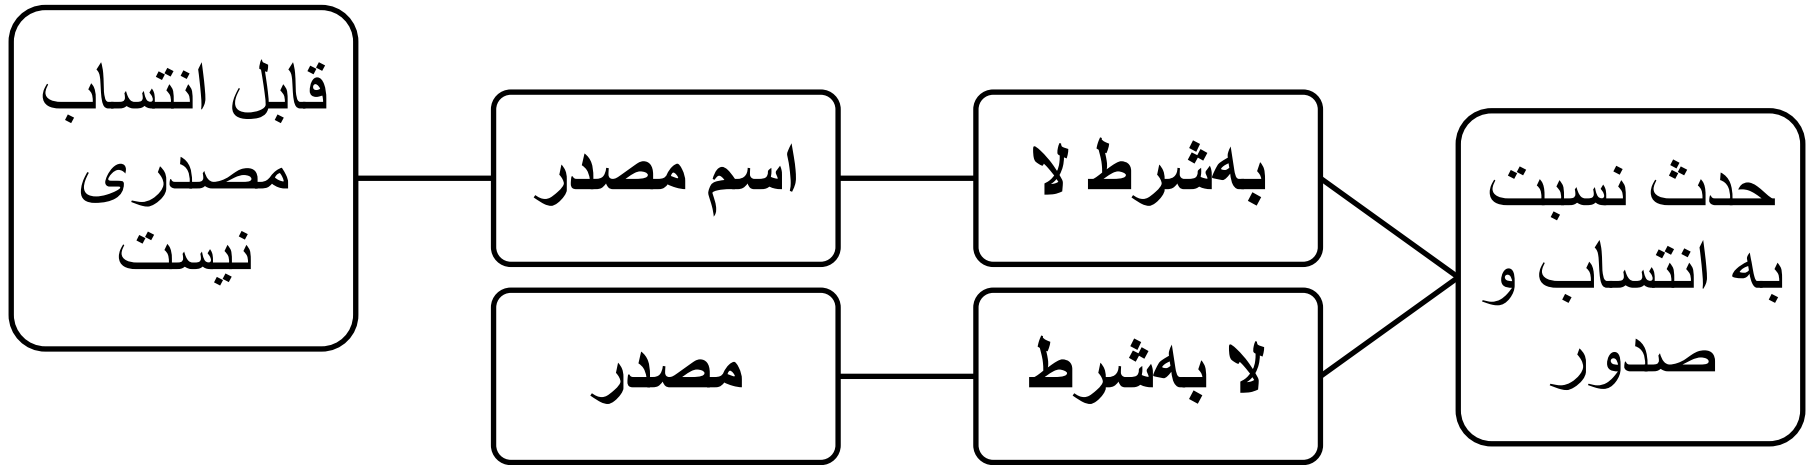 حدث نسبت
به انتساب و
صدور
به‌شرط لا
اسم مصدر
قابل انتساب
مصدری
نیست
لا به‌شرط
مصدر